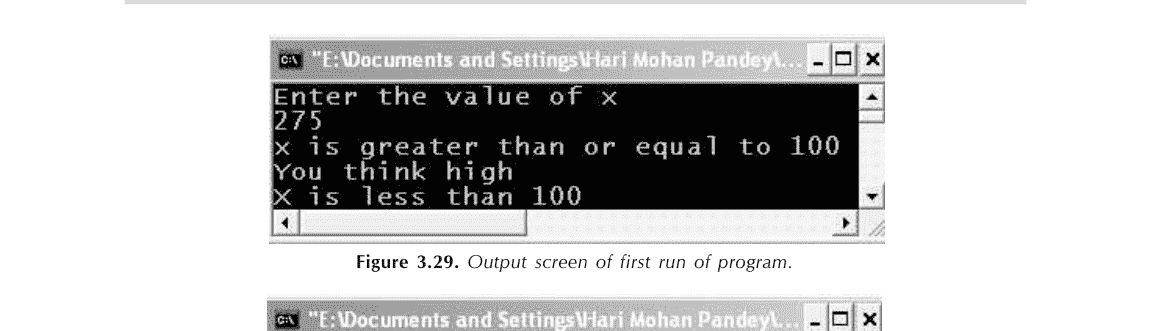 "E:\Documents and Settings\Hari Mohan Pandey\...
Enter the value of x
275
x is greater than or equal to 100
You think high
X is less than 100
Figure 3.29. Output screen of first run of program.
"E:\Documents and Settings\Hari Mohan Pandey\...